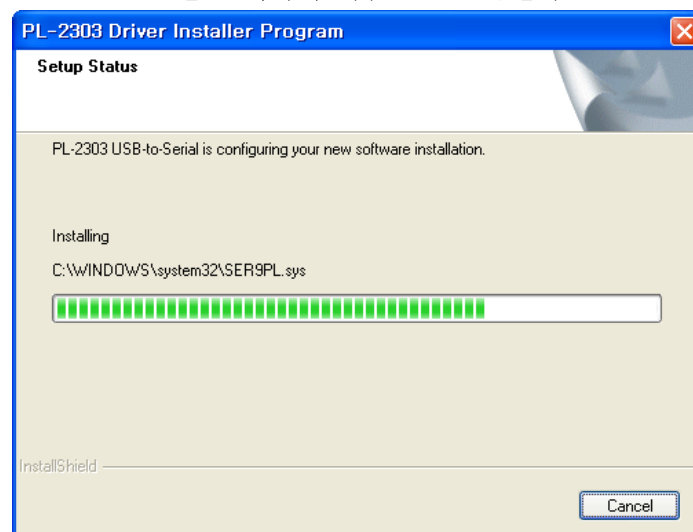 PL-2303 Driver Installer Program
Setup Status
PL-2303 USB-to-Serial is configuring your new software installation.
Installing
C:\WINDOWS\system32\SER9PL.sys
InstallShield
Cancel